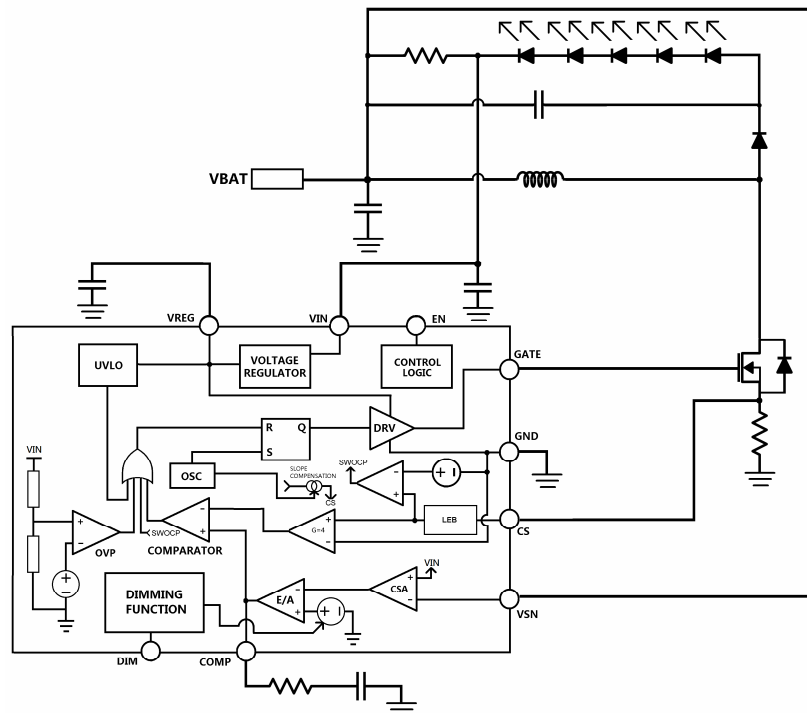 VBAT
VREG
VIN
EN
GATE
UVLO
VOLTAGE
REGULATOR
CONTROL
LOGIC
R
Q
S
DRV
GND
VIN
OSC
SLOPE
COMPENSATION
CS
SWOCP
+ I
−
+
LEB
CS
+
−
G=4
−
+
COMPARATOR
SWOCP
+
−
OVP
+
−
DIMMING
FUNCTION
E/A
−
+
+ I
CSA
+
−
VIN
VSN
DIM
COMP